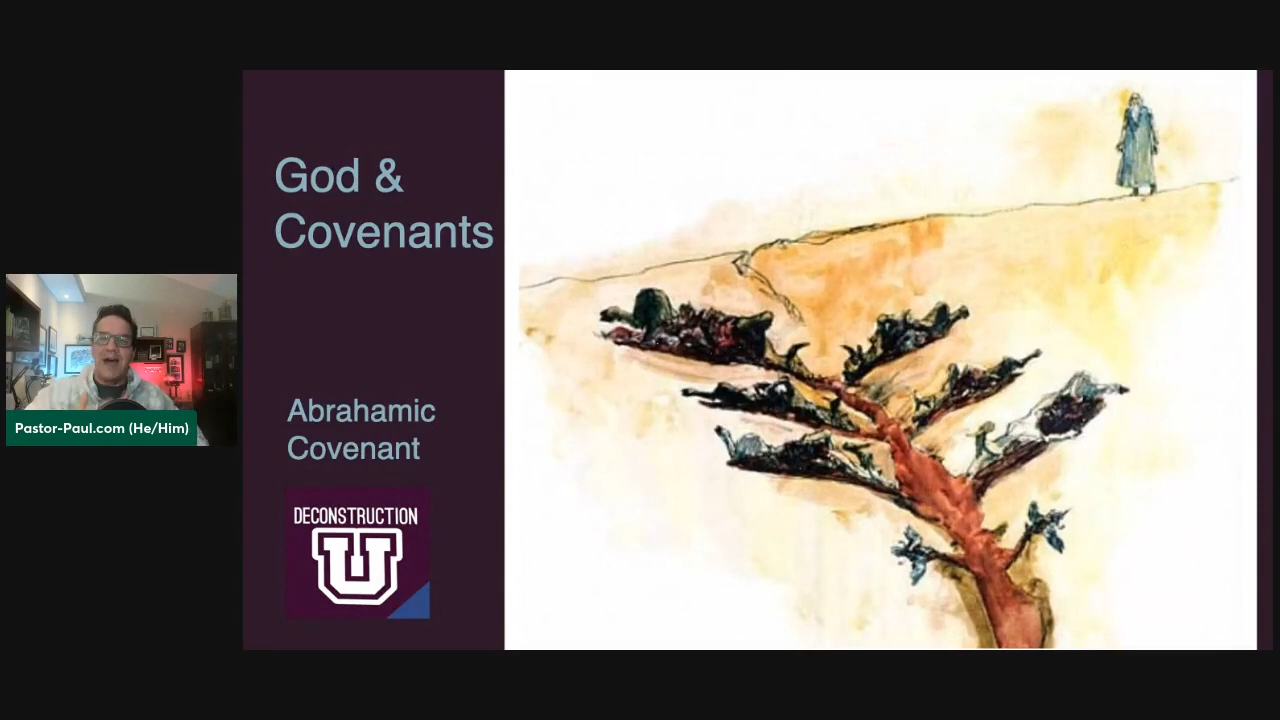 God &
Covenants
Abrahamic
Covenant
DECONSTRUCTION
U
Pastor-Paul.com (He/Him)